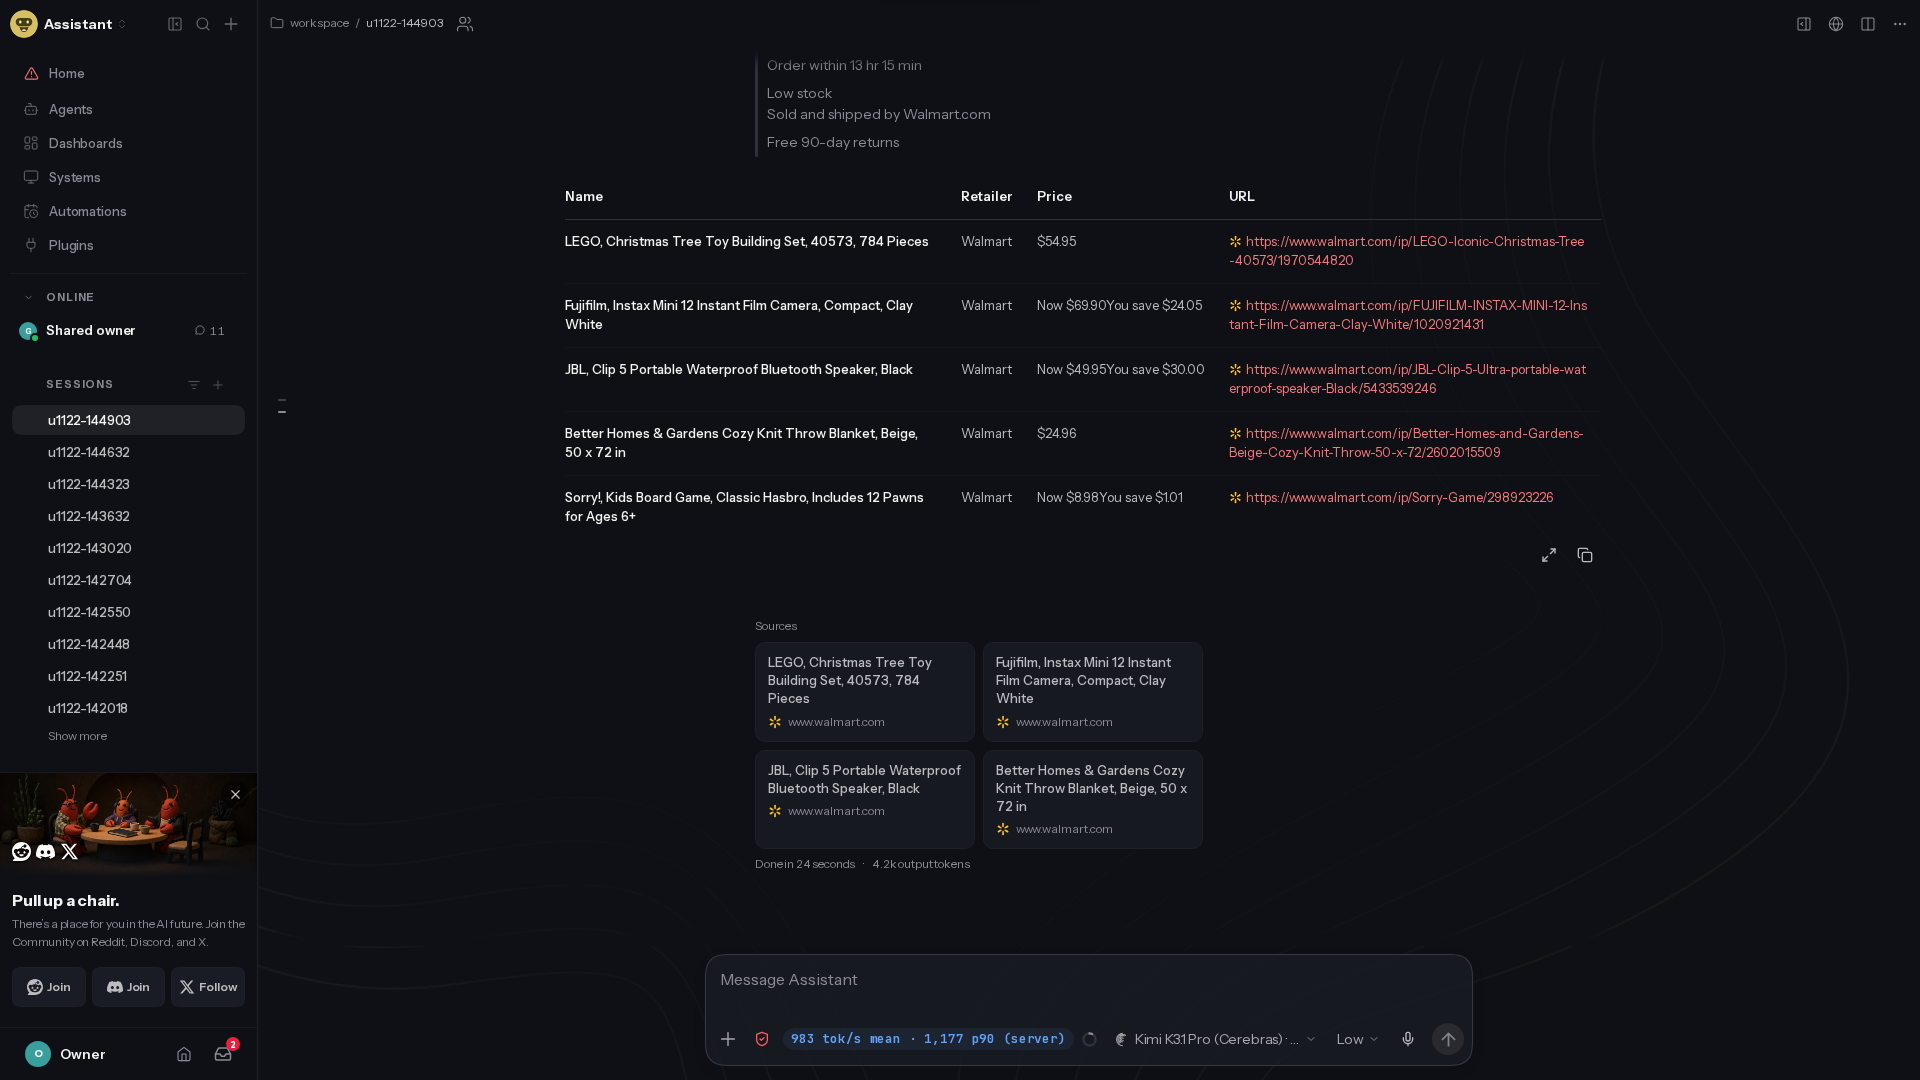 Assistant
workspace / u1122-144903
Home
Agents
Dashboards
Systems
Automations
Plugins
ONLINE
G
Shared owner
11
SESSIONS
u1122-144903
u1122-144632
u1122-144323
u1122-143632
u1122-143020
u1122-142704
u1122-142550
u1122-142448
u1122-142251
u1122-142018
Show more
Pull up a chair.
There's a place for you in the AI future. Join the
Community on Reddit, Discord, and X.
Join
Join
Follow
O
Owner
2
Order within 13 hr 15 min
Low stock
Sold and shipped by Walmart.com
Free 90-day returns
Name Retailer Price URL
LEGO, Christmas Tree Toy Building Set, 40573, 784 Pieces Walmart $54.95 https://www.walmart.com/ip/LEGO-Iconic-Christmas-Tree
-40573/1970544820
Fujifilm, Instax Mini 12 Instant Film Camera, Compact, Clay Walmart Now $69.90You save $24.05 https://www.walmart.com/ip/FUJIFILM-INSTAX-MINI-12-Ins
White tant-Film-Camera-Clay-White/1020921431
JBL, Clip 5 Portable Waterproof Bluetooth Speaker, Black Walmart Now $49.95You save $30.00 https://www.walmart.com/ip/JBL-Clip-5-Ultra-portable-wat
erproof-speaker-Black/5433539246
Better Homes & Gardens Cozy Knit Throw Blanket, Beige, Walmart $24.96 https://www.walmart.com/ip/Better-Homes-and-Gardens-
50 x 72 in Beige-Cozy-Knit-Throw-50-x-72/2602015509
Sorry!, Kids Board Game, Classic Hasbro, Includes 12 Pawns Walmart Now $8.98You save $1.01 https://www.walmart.com/ip/Sorry-Game/298923226
for Ages 6+
Sources
LEGO, Christmas Tree Toy
Building Set, 40573, 784
Pieces
www.walmart.com
Fujifilm, Instax Mini 12 Instant
Film Camera, Compact, Clay
White
www.walmart.com
JBL, Clip 5 Portable Waterproof
Bluetooth Speaker, Black
www.walmart.com
Better Homes & Gardens Cozy
Knit Throw Blanket, Beige, 50 x
72 in
www.walmart.com
Done in 24 seconds · 4.2k output tokens
Message Assistant
983 tok/s mean · 1,177 p90 (server)
Kimi K3.1 Pro (Cerebras) · ...
Low